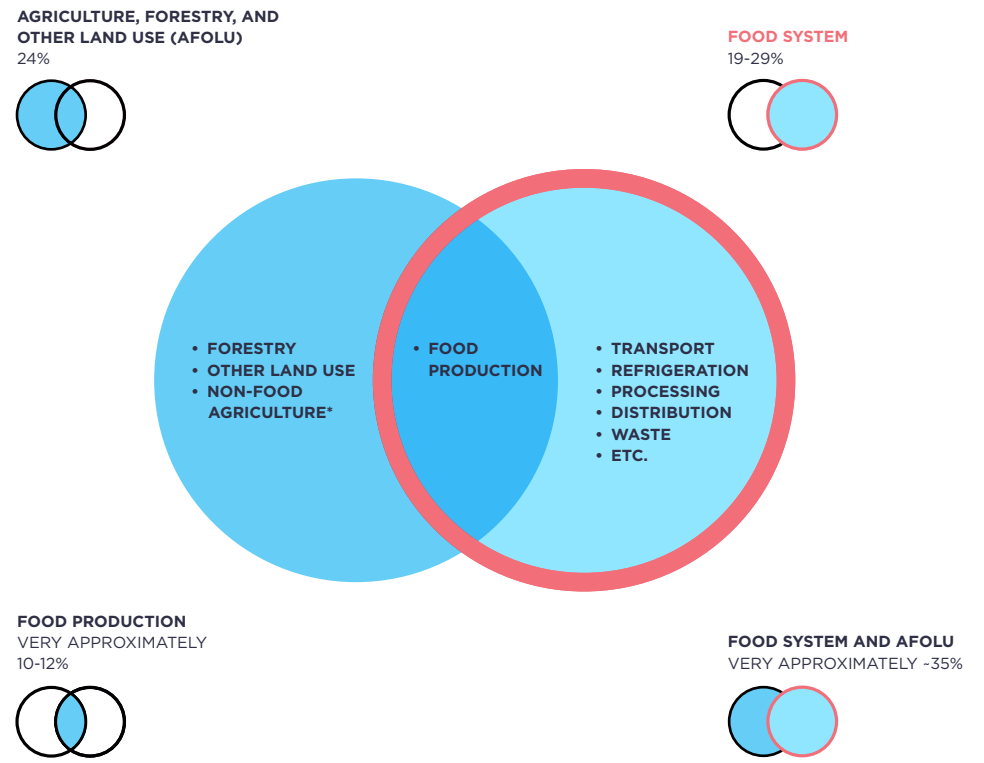 AGRICULTURE, FORESTRY, AND
OTHER LAND USE (AFOLU)
24%
FOOD SYSTEM
19-29%
• FORESTRY
• OTHER LAND USE
• NON-FOOD
AGRICULTURE*
• FOOD
PRODUCTION
• TRANSPORT
• REFRIGERATION
• PROCESSING
• DISTRIBUTION
• WASTE
• ETC.
FOOD PRODUCTION
VERY APPROXIMATELY
10-12%
FOOD SYSTEM AND AFOLU
VERY APPROXIMATELY ~35%